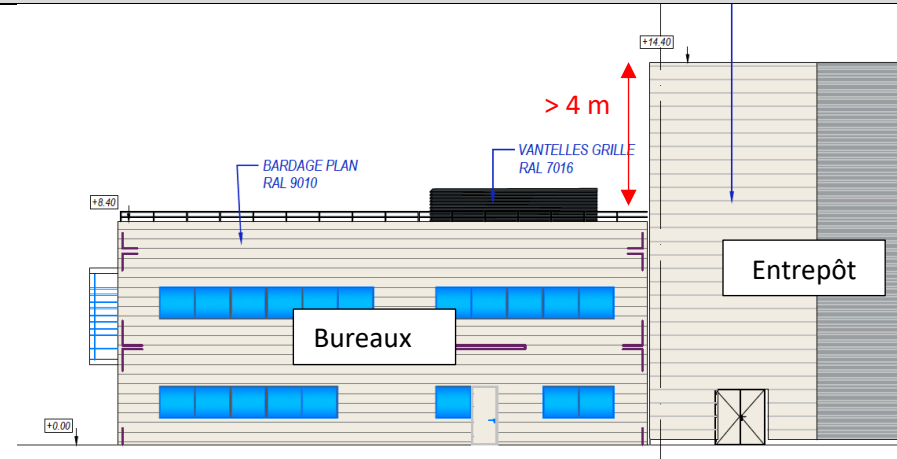 +14.40
> 4 m
VANTELLES GRILLE
RAL 7016
BARDAGE PLAN
RAL 9010
+8.40
Entrepôt
Bureaux
+0.00